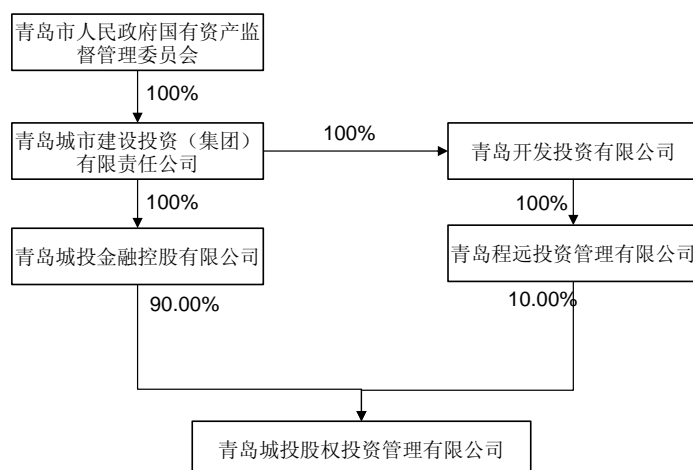 青岛市人民政府国有资产监
督管理委员会
100%
青岛城市建设投资（集团）
有限责任公司
100%
青岛开发投资有限公司
100%
100%
青岛城投金融控股有限公司
青岛程远投资管理有限公司
90.00%
10.00%
青岛城投股权投资管理有限公司